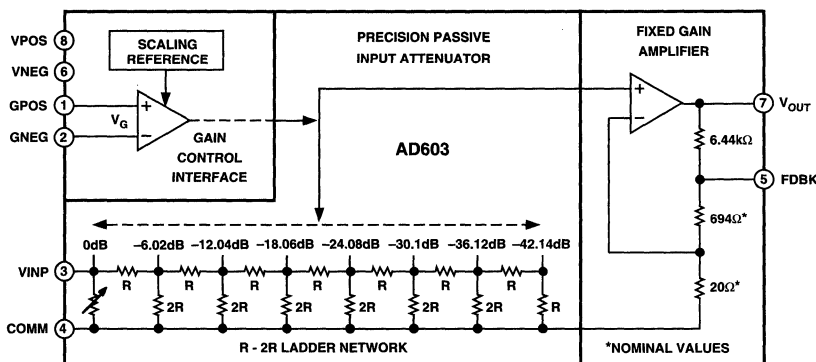 VPOS 8
VNEG 6
GPOS 1
GNEG 2
SCALING
REFERENCE
VG
+
–
GAIN
CONTROL
INTERFACE
PRECISION PASSIVE
INPUT ATTENUATOR
AD603
FIXED GAIN
AMPLIFIER
+
–
7 VOUT
6.44kΩ
5 FDBK
694Ω*
20Ω*
0dB –6.02dB –12.04dB –18.06dB –24.08dB –30.1dB –36.12dB –42.14dB
VINP 3
R R R R R R R
2R 2R 2R 2R 2R 2R R
COMM 4
R - 2R LADDER NETWORK
*NOMINAL VALUES